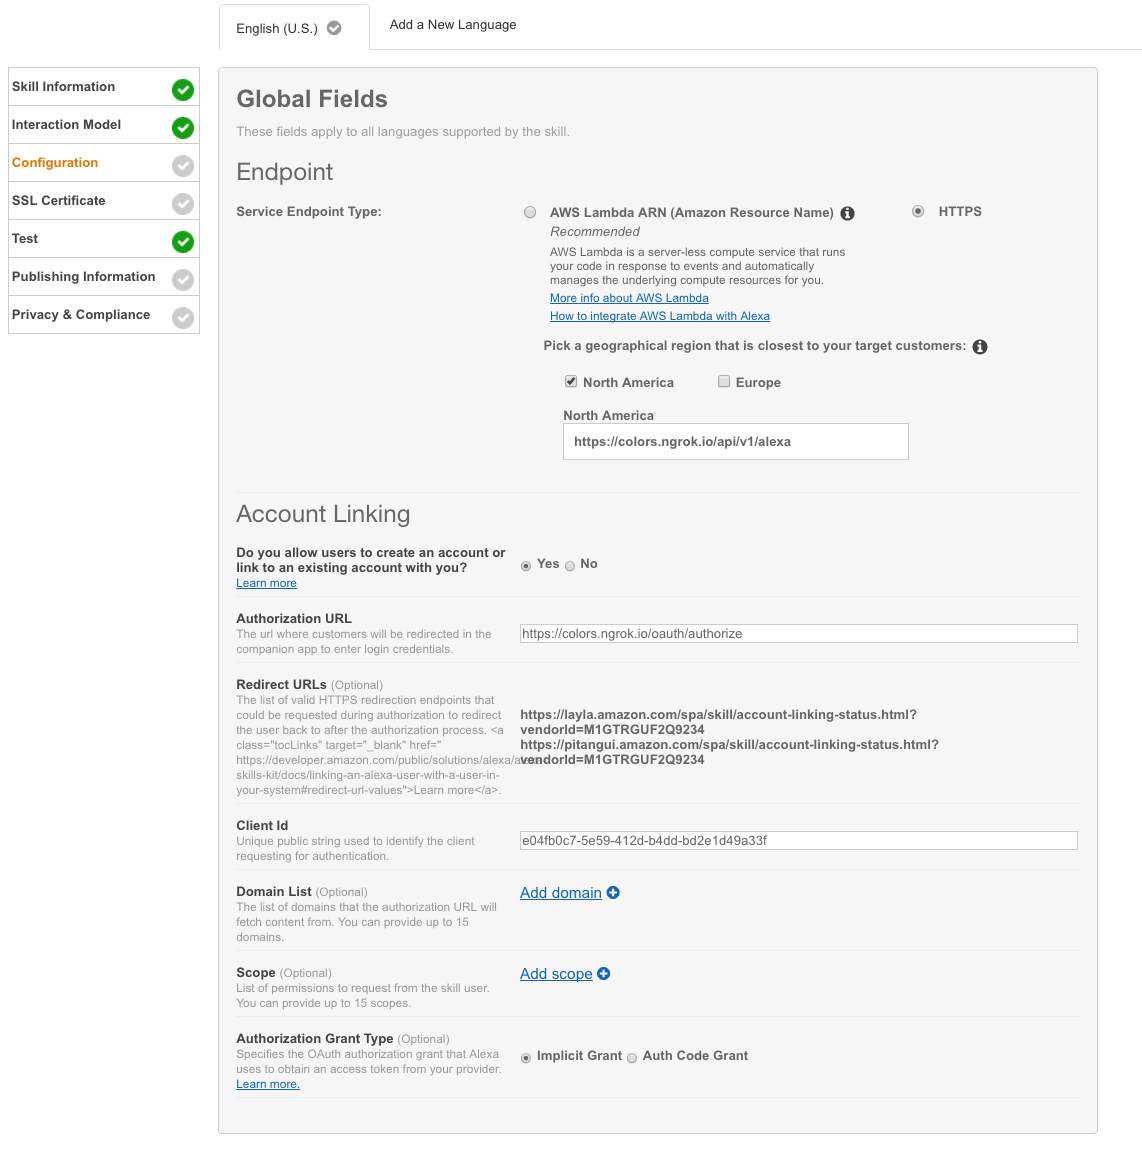 English (U.S.)
Add a New Language
Skill Information
Interaction Model
Configuration
SSL Certificate
Test
Publishing Information
Privacy & Compliance
Global Fields
These fields apply to all languages supported by the skill.
Endpoint
Service Endpoint Type:
AWS Lambda ARN (Amazon Resource Name)
HTTPS
Recommended
AWS Lambda is a server-less compute service that runs
your code in response to events and automatically
manages the underlying compute resources for you.
More info about AWS Lambda
How to integrate AWS Lambda with Alexa
Pick a geographical region that is closest to your target customers:
North America
Europe
North America
https://colors.ngrok.io/api/v1/alexa
Account Linking
Do you allow users to create an account or
link to an existing account with you?
Learn more
Yes No
Authorization URL
The url where customers will be redirected in the
companion app to enter login credentials.
https://colors.ngrok.io/oauth/authorize
Redirect URLs (Optional)
The list of valid HTTPS redirection endpoints that
could be requested during authorization to redirect
the user back to after the authorization process. <a
class="tocLinks" target="_blank" href="
https://developer.amazon.com/public/solutions/alexa/
skills-kit/docs/linking-an-alexa-user-with-a-user-in-
your-system#redirect-url-values">Learn more</a>.
https://layla.amazon.com/spa/skill/account-linking-status.html?
vendorId=M1GTRGUF2Q9234
https://pitangui.amazon.com/spa/skill/account-linking-status.html?
vendorId=M1GTRGUF2Q9234
Client Id
Unique public string used to identify the client
requesting for authentication.
e04fb0c7-5e59-412d-b4dd-bd2e1d49a33f
Domain List (Optional)
The list of domains that the authorization URL will
fetch content from. You can provide up to 15
domains.
Add domain
Scope (Optional)
List of permissions to request from the skill user.
You can provide up to 15 scopes.
Add scope
Authorization Grant Type (Optional)
Specifies the OAuth authorization grant that Alexa
uses to obtain an access token from your provider.
Learn more.
Implicit Grant Auth Code Grant